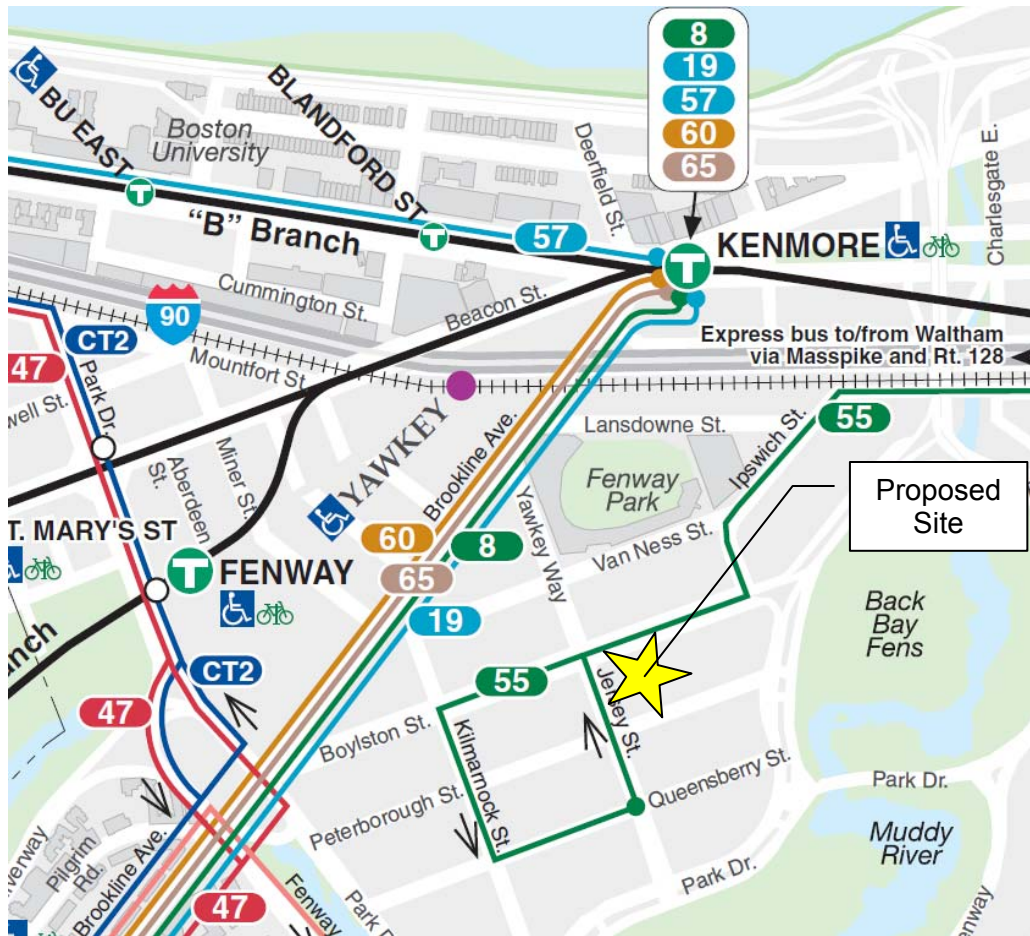 8
19
57
60
65
BU EAST
BLANDFORD ST
Boston
University
Deerfield St.
Charlesgate E.
"B" Branch
57
T
T
T
KENMORE
Cummington St.
90
Beacon St.
Express bus to/from Waltham
via Masspike and Rt. 128
CT2
47
Park Dr.
Mountfort St.
well St.
YAWKEY
Brookline Ave.
Lansdowne St.
Ipswich St.
55
Fenway
Park
Proposed
Site
Miner St.
Aberdeen
St.
T. MARY'S ST
T
FENWAY
60
8
65
19
Yawkey Way
Van Ness St.
Back
Bay
Fens
anch
CT2
47
55
Boylston St.
Jersey St.
Kilmarnock St.
Peterborough St.
Queensberry St.
Park Dr.
Muddy
River
Park Dr.
Pilgrim
Rd.
verway
Brookline Ave.
47
Fenway
Park D
enway